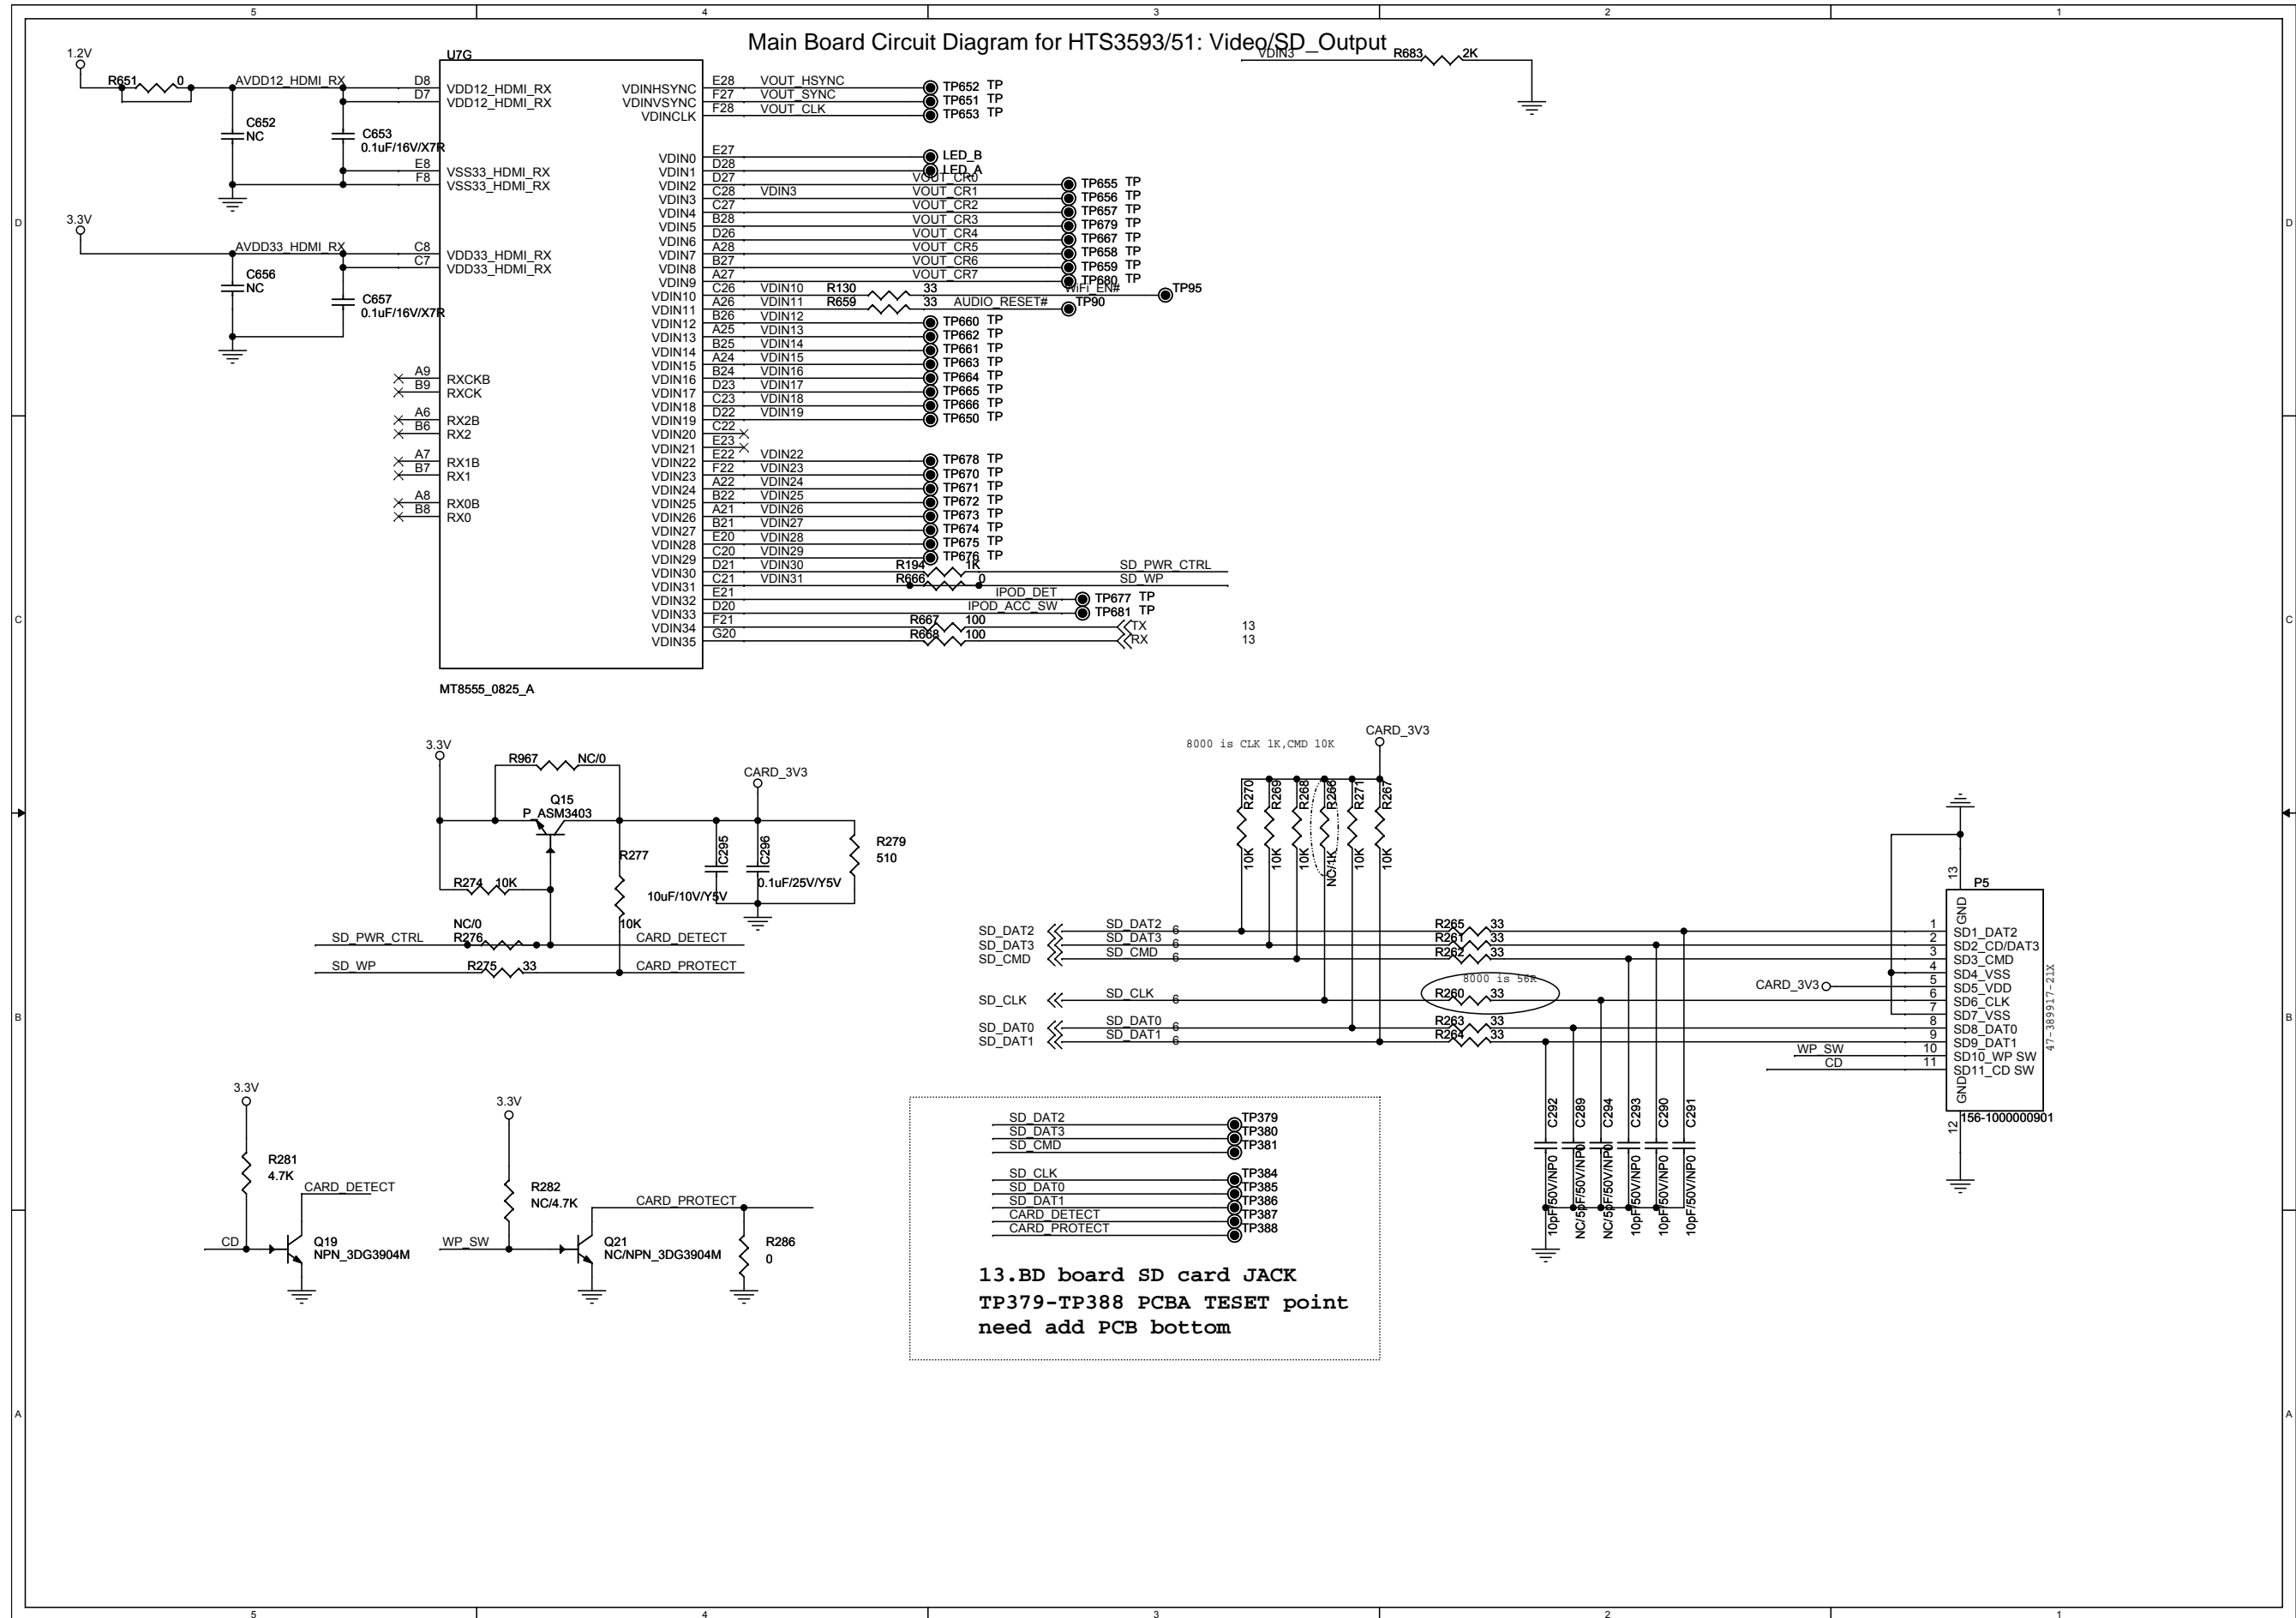 5 4 3 2 1
Main Board Circuit Diagram for HTS3593/51: Video/SD_Output
VDIN3 R683 2K
1.2V
R651 0 AVDD12_HDMI_RX
C652
NC
C653
0.1uF/16V/X7R
3.3V
AVDD33_HDMI_RX
C656
NC
C657
0.1uF/16V/X7R
U7G
D8 VDD12_HDMI_RX
D7 VDD12_HDMI_RX
E8 VSS33_HDMI_RX
F8 VSS33_HDMI_RX
C8 VDD33_HDMI_RX
C7 VDD33_HDMI_RX
A9 RXCKB
B9 RXCK
A6 RX2B
B6 RX2
A7 RX1B
B7 RX1
A8 RX0B
B8 RX0
VDINHSYNC E28 VOUT_HSYNC TP652 TP
VDINVSYNC F27 VOUT_SYNC TP651 TP
VDINCLK F28 VOUT_CLK TP653 TP
VDIN0 E27 LED_B
VDIN1 D28 LED_A
VDIN2 D27 VOUT_CR0 TP655 TP
VDIN3 C28 VDIN3 VOUT_CR1 TP656 TP
VDIN4 C27 VOUT_CR2 TP657 TP
VDIN5 B28 VOUT_CR3 TP679 TP
VDIN6 D26 VOUT_CR4 TP667 TP
VDIN7 A28 VOUT_CR5 TP658 TP
VDIN8 B27 VOUT_CR6 TP659 TP
VDIN9 A27 VOUT_CR7 TP680 TP
VDIN10 C26 VDIN10 R130 33 WIFI_EN# TP95
VDIN11 A26 VDIN11 R659 33 AUDIO_RESET# TP90
VDIN12 B26 VDIN12 TP660 TP
VDIN13 A25 VDIN13 TP662 TP
VDIN14 B25 VDIN14 TP661 TP
VDIN15 A24 VDIN15 TP663 TP
VDIN16 B24 VDIN16 TP664 TP
VDIN17 D23 VDIN17 TP665 TP
VDIN18 C23 VDIN18 TP666 TP
VDIN19 D22 VDIN19 TP650 TP
VDIN20 C22
VDIN21 E23
VDIN22 E22 VDIN22 TP678 TP
VDIN23 F22 VDIN23 TP670 TP
VDIN24 A22 VDIN24 TP671 TP
VDIN25 B22 VDIN25 TP672 TP
VDIN26 A21 VDIN26 TP673 TP
VDIN27 B21 VDIN27 TP674 TP
VDIN28 E20 VDIN28 TP675 TP
VDIN29 C20 VDIN29 TP676 TP
VDIN30 D21 VDIN30 R194 1K SD_PWR_CTRL
VDIN31 C21 VDIN31 R666 0 SD_WP
VDIN32 E21 IPOD_DET TP677 TP
VDIN33 D20 IPOD_ACC_SW TP681 TP
VDIN34 F21 R667 100 TX 13
VDIN35 G20 R668 100 RX 13
MT8555_0825_A
D D
C C
B B
A A
3.3V
R967 NC/0
Q15
P_ASM3403
CARD_3V3
R274 10K
R277
10K
C295
10uF/10V/Y5V
C296
0.1uF/25V/Y5V
R279
510
NC/0
SD_PWR_CTRL R276 CARD_DETECT
SD_WP R275 33 CARD_PROTECT
8000 is CLK 1K,CMD 10K
CARD_3V3
R270 R269 R268 R266 R271 R267
10K 10K 10K NC/1K 10K 10K
SD_DAT2 SD_DAT2 6 R265 33
SD_DAT3 SD_DAT3 6 R261 33
SD_CMD SD_CMD 6 R262 33
8000 is 56R
SD_CLK SD_CLK 6 R260 33
SD_DAT0 SD_DAT0 6 R263 33
SD_DAT1 SD_DAT1 6 R264 33
CARD_3V3
WP_SW
CD
P5
13 GND
1 SD1_DAT2
2 SD2_CD/DAT3
3 SD3_CMD
4 SD4_VSS
5 SD5_VDD
6 SD6_CLK
7 SD7_VSS
8 SD8_DAT0
9 SD9_DAT1
10 SD10_WP SW
11 SD11_CD SW
12 GND
47-389917-21X
156-1000000901
C292 C289 C294 C293 C290 C291
10pF/50V/NP0 NC/5pF/50V/NP0 NC/5pF/50V/NP0 10pF/50V/NP0 10pF/50V/NP0 10pF/50V/NP0
3.3V
R281
4.7K
CARD_DETECT
CD
Q19
NPN_3DG3904M
3.3V
R282
NC/4.7K
CARD_PROTECT
WP_SW
Q21
NC/NPN_3DG3904M
R286
0
SD_DAT2 TP379
SD_DAT3 TP380
SD_CMD TP381
SD_CLK TP384
SD_DAT0 TP385
SD_DAT1 TP386
CARD_DETECT TP387
CARD_PROTECT TP388
13.BD board SD card JACK
TP379-TP388 PCBA TESET point
need add PCB bottom
5 4 3 2 1